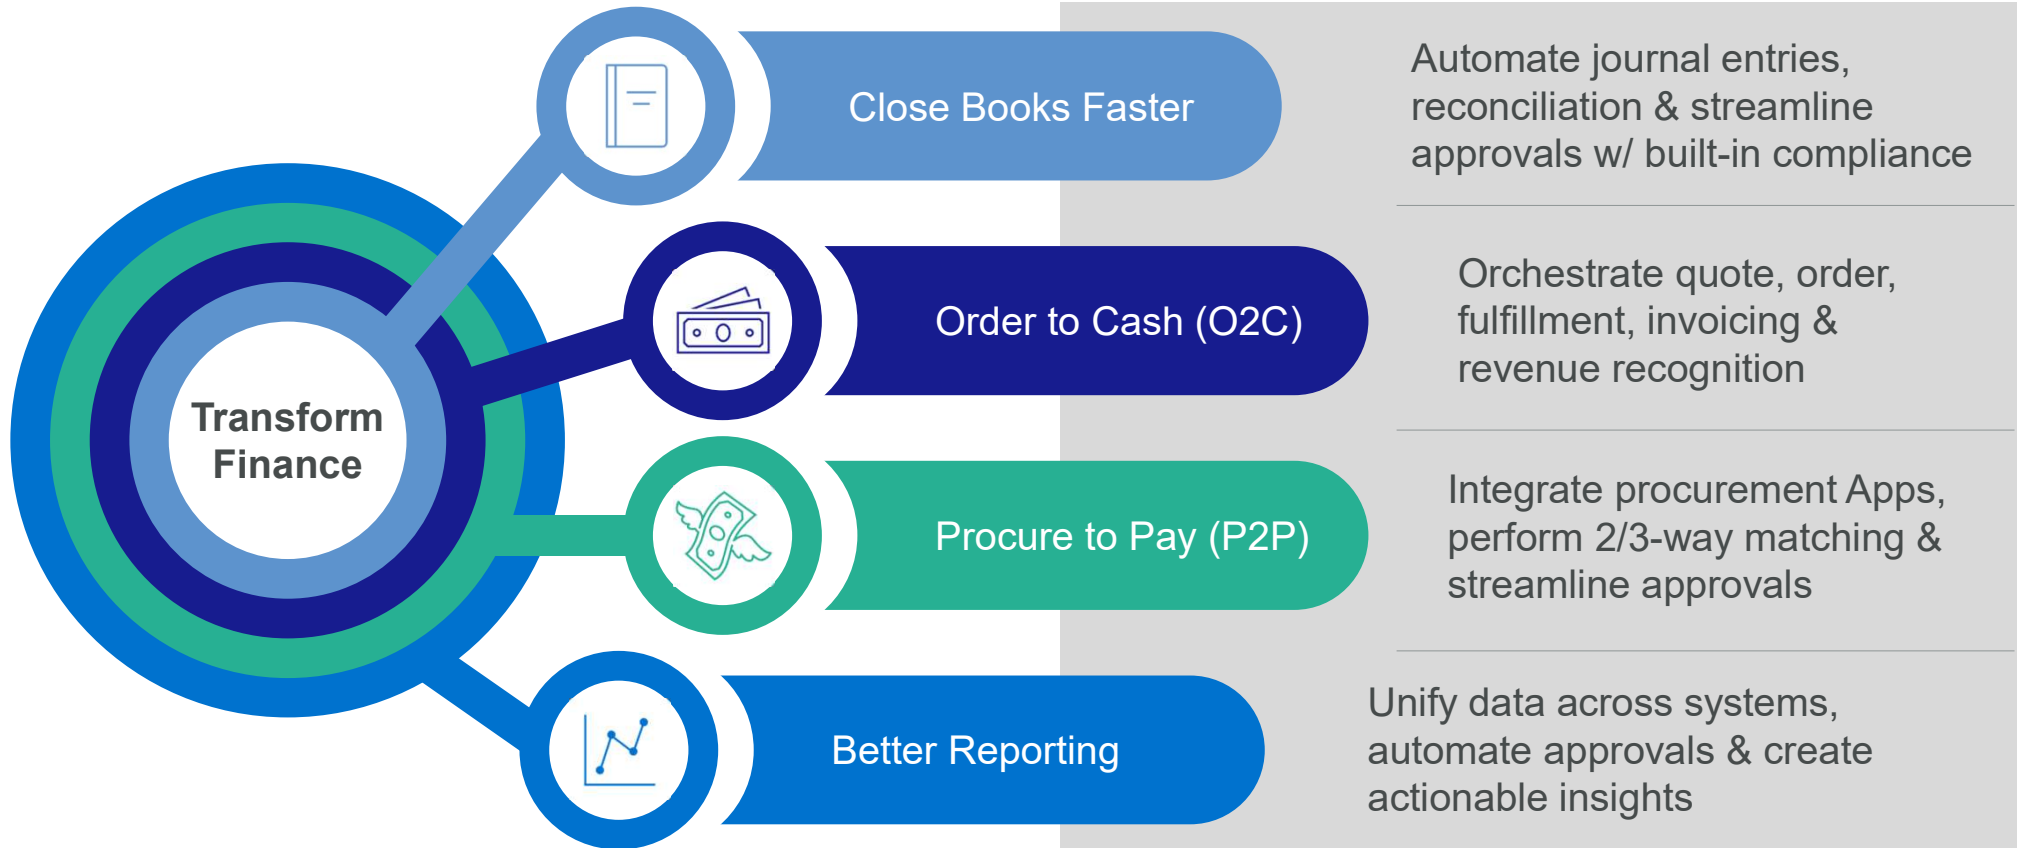 Transform
Finance
Close Books Faster
Automate journal entries,
reconciliation & streamline
approvals w/ built-in compliance
Order to Cash (O2C)
Orchestrate quote, order,
fulfillment, invoicing &
revenue recognition
Procure to Pay (P2P)
Integrate procurement Apps,
perform 2/3-way matching &
streamline approvals
Better Reporting
Unify data across systems,
automate approvals & create
actionable insights